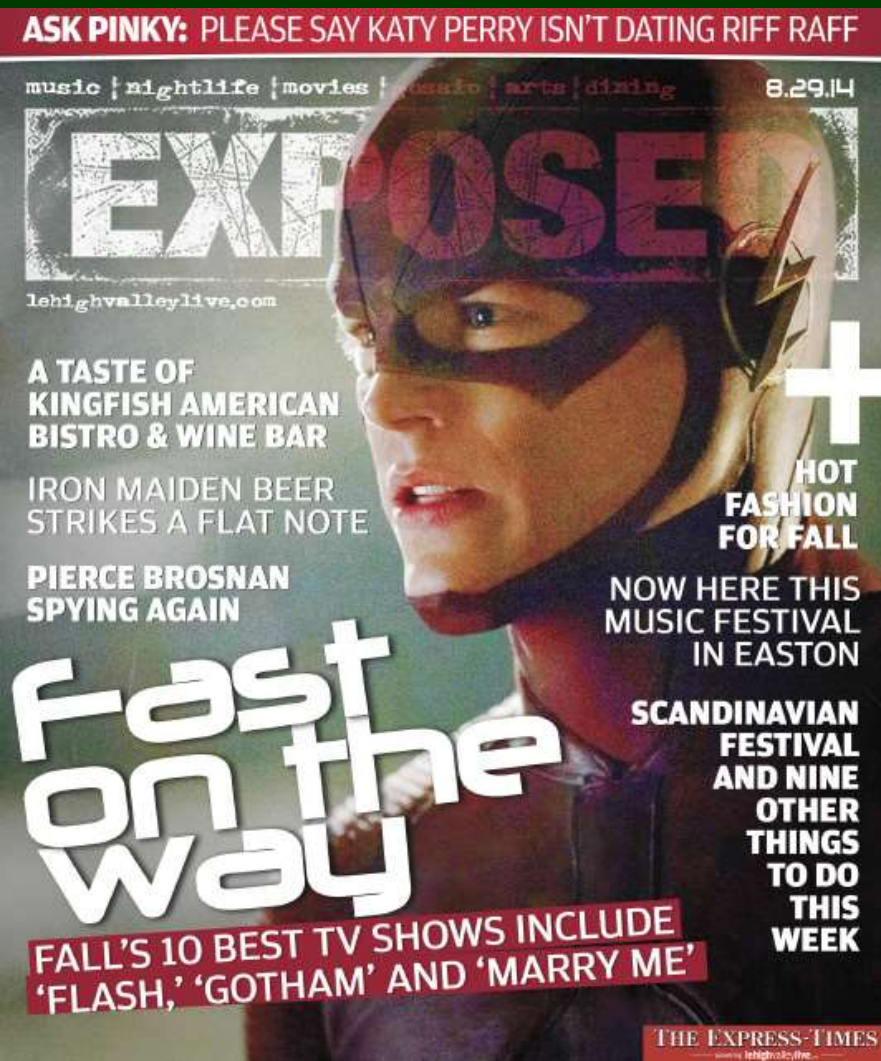 ASK PINKY: PLEASE SAY KATY PERRY ISN'T DATING RIFF RAFF
music | nightlife | movies | mosaic | arts | dining
8.29.14
EXPOSED
lehighvalleylive.com
A TASTE OF
KINGFISH AMERICAN
BISTRO & WINE BAR
IRON MAIDEN BEER
STRIKES A FLAT NOTE
PIERCE BROSNAN
SPYING AGAIN
+
HOT
FASHION
FOR FALL
NOW HERE THIS
MUSIC FESTIVAL
IN EASTON
SCANDINAVIAN
FESTIVAL
AND NINE
OTHER
THINGS
TO DO
THIS
WEEK
Fast
on the
way
FALL'S 10 BEST TV SHOWS INCLUDE
'FLASH,' 'GOTHAM' AND 'MARRY ME'
THE EXPRESS-TIMES
lehighvalleylive